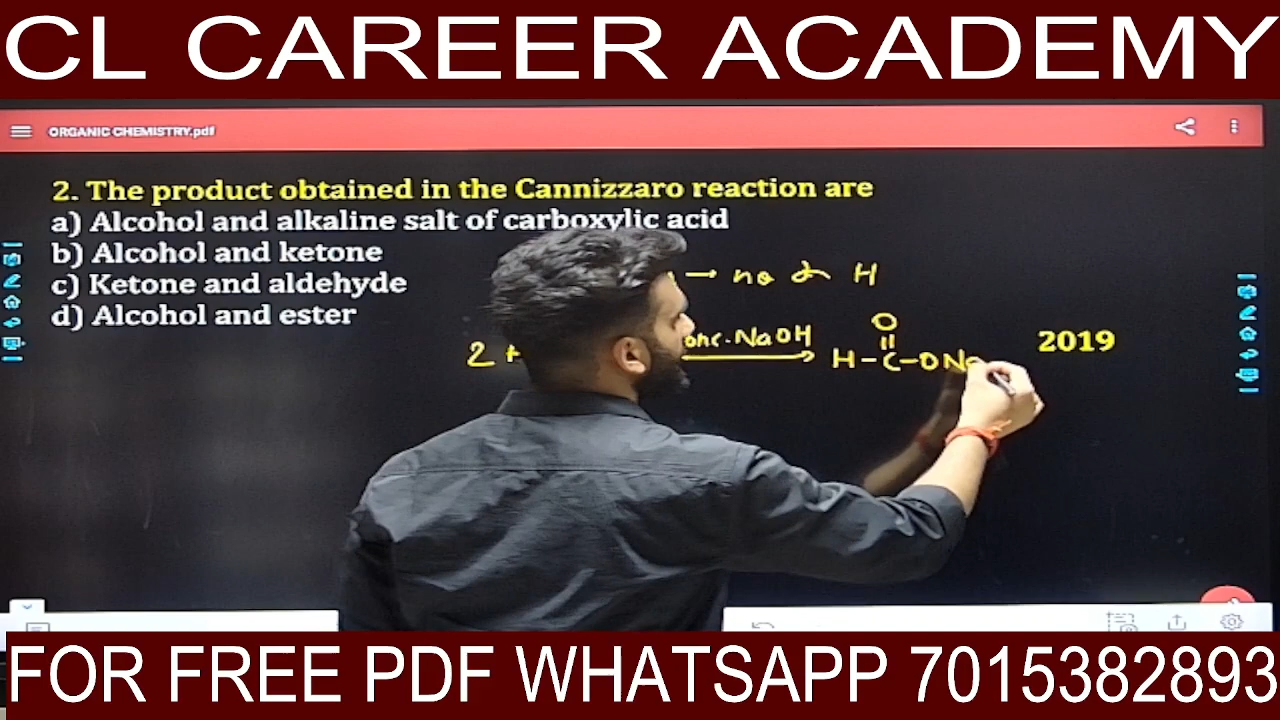 CL CAREER ACADEMY
ORGANIC CHEMISTRY.pdf
2. The product obtained in the Cannizzaro reaction are
a) Alcohol and alkaline salt of carboxylic acid
b) Alcohol and ketone
c) Ketone and aldehyde
d) Alcohol and ester
→ no α H
2 H
onc. NaOH
O
H-C-ONa
2019
FOR FREE PDF WHATSAPP 7015382893